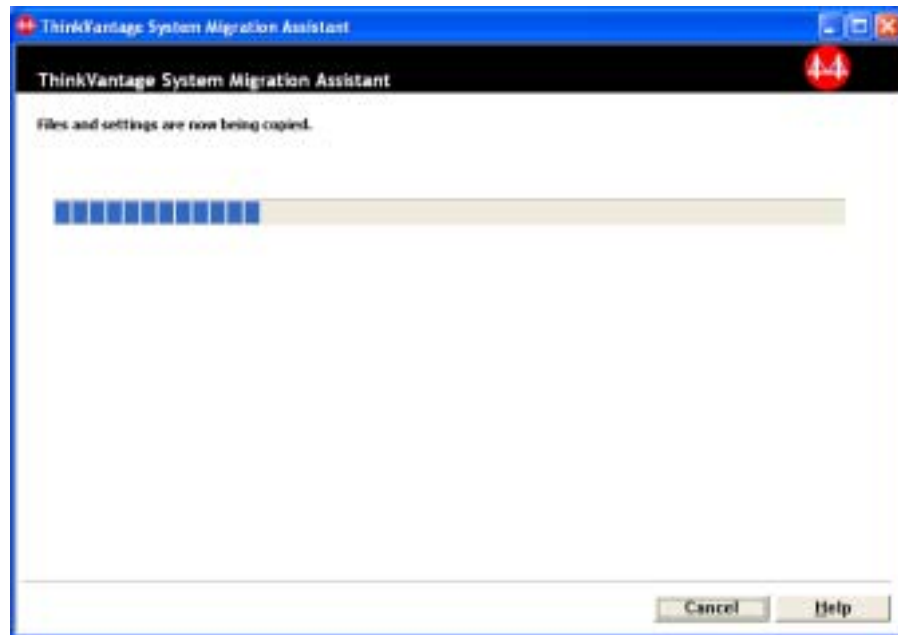 ThinkVantage System Migration Assistant
ThinkVantage System Migration Assistant
Files and settings are now being copied.
Cancel
Help